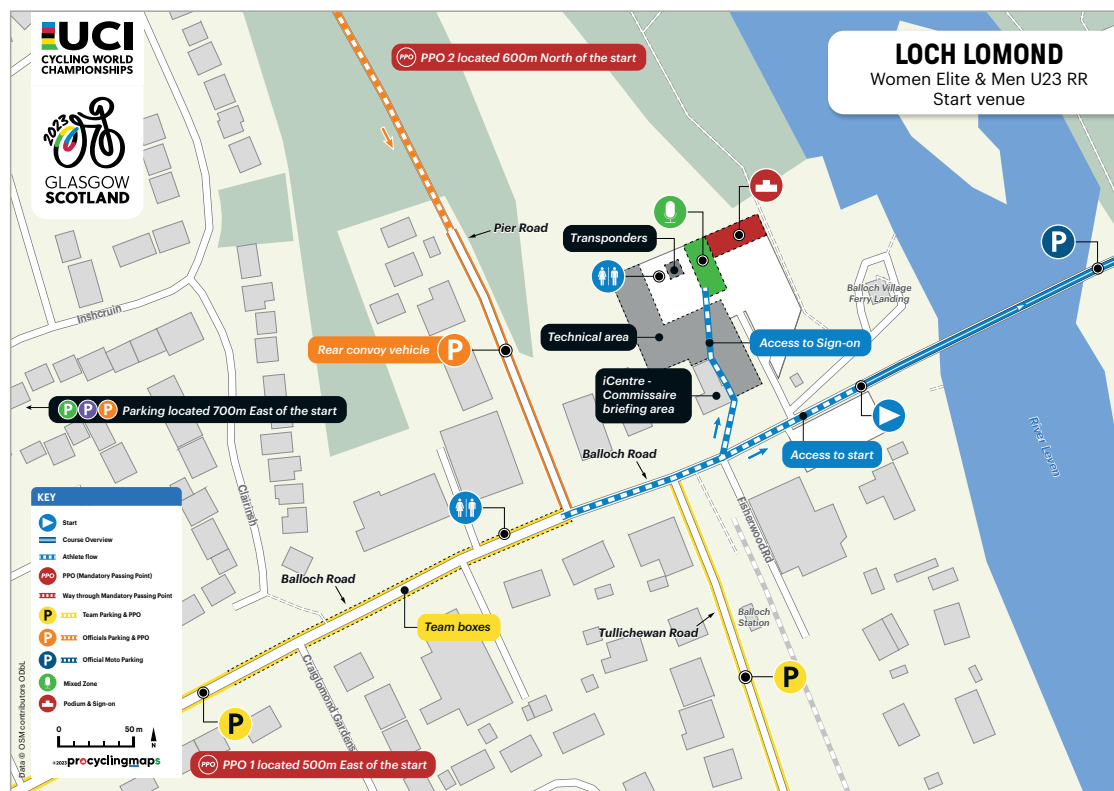 UCI
CYCLING WORLD
CHAMPIONSHIPS
2023
GLASGOW
SCOTLAND
PPO PPO 2 located 600m North of the start
LOCH LOMOND
Women Elite & Men U23 RR
Start venue
Pier Road
Transponders
P
Balloch Village
Ferry Landing
Inshcruin
Technical area
Access to Sign-on
Rear convoy vehicle P
iCentre -
Commissaire
briefing area
P P P Parking located 700m East of the start
Balloch Road
Access to start
River Leven
Clairinsh
Fisherwood Rd
KEY
Start
Course Overview
Athlete flow
PPO PPO (Mandatory Passing Point)
Way through Mandatory Passing Point
P Team Parking & PPO
P Officials Parking & PPO
P Official Moto Parking
Mixed Zone
Podium & Sign-on
0 50 m
N
©2023 procyclingmaps
Data © OSM contributors ODbL
Balloch Road
Team boxes
Tullichewan Road
Balloch
Station
Craiglomond Gardens
P
P
PPO PPO 1 located 500m East of the start